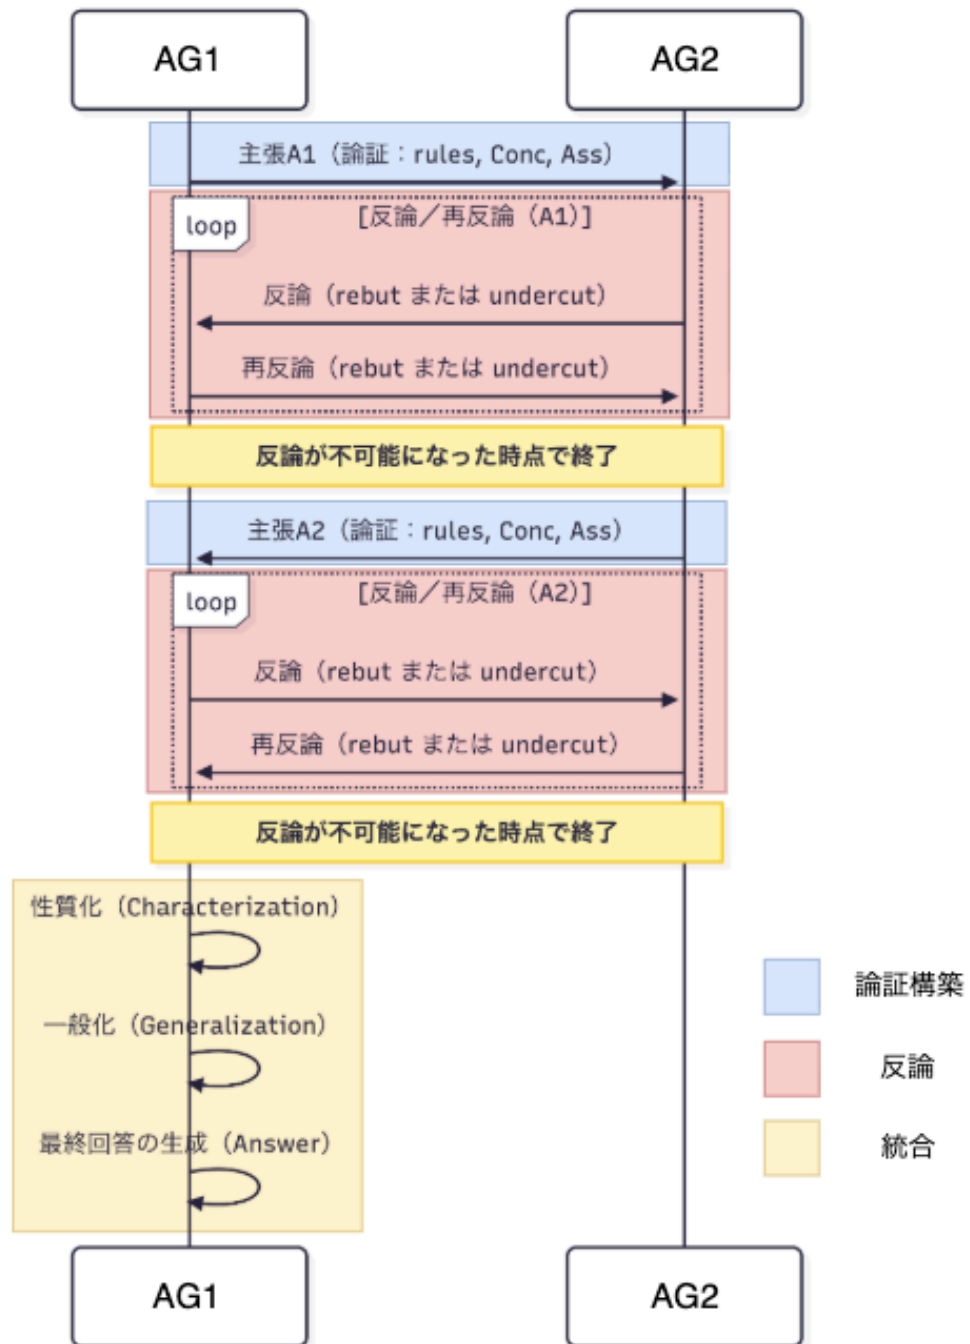 AG1
AG2
主張A1（論証：rules, Conc, Ass）
loop
[反論／再反論（A1）]
反論（rebut または undercut）
再反論（rebut または undercut）
反論が不可能になった時点で終了
主張A2（論証：rules, Conc, Ass）
loop
[反論／再反論（A2）]
反論（rebut または undercut）
再反論（rebut または undercut）
反論が不可能になった時点で終了
性質化（Characterization）
一般化（Generalization）
最終回答の生成（Answer）
論証構築
反論
統合
AG1
AG2